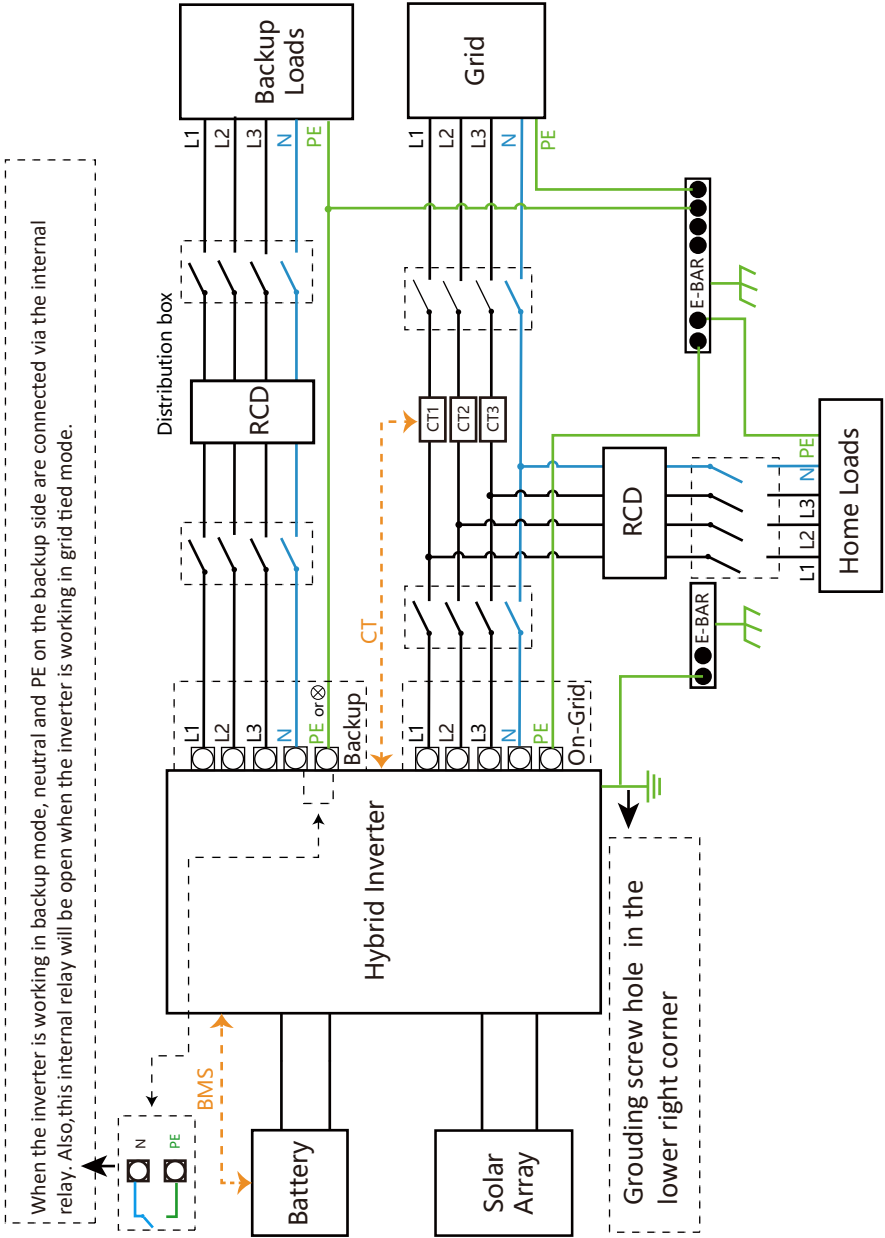 When the inverter is working in backup mode, neutral and PE on the backup side are connected via the internal
relay. Also,this internal relay will be open when the inverter is working in grid tied mode.
N
PE
BMS
Battery
Solar
Array
Hybrid Inverter
Distribution box
L1
L2
L3
N
PE or
Backup
RCD
L1
L2
L3
N
PE
Backup
Loads
CT
L1
L2
L3
N
PE
On-Grid
CT1
CT2
CT3
L1
L2
L3
N
PE
Grid
RCD
L1
L2
L3
N
PE
Home Loads
E-BAR
E-BAR
Grouding screw hole in the
lower right corner